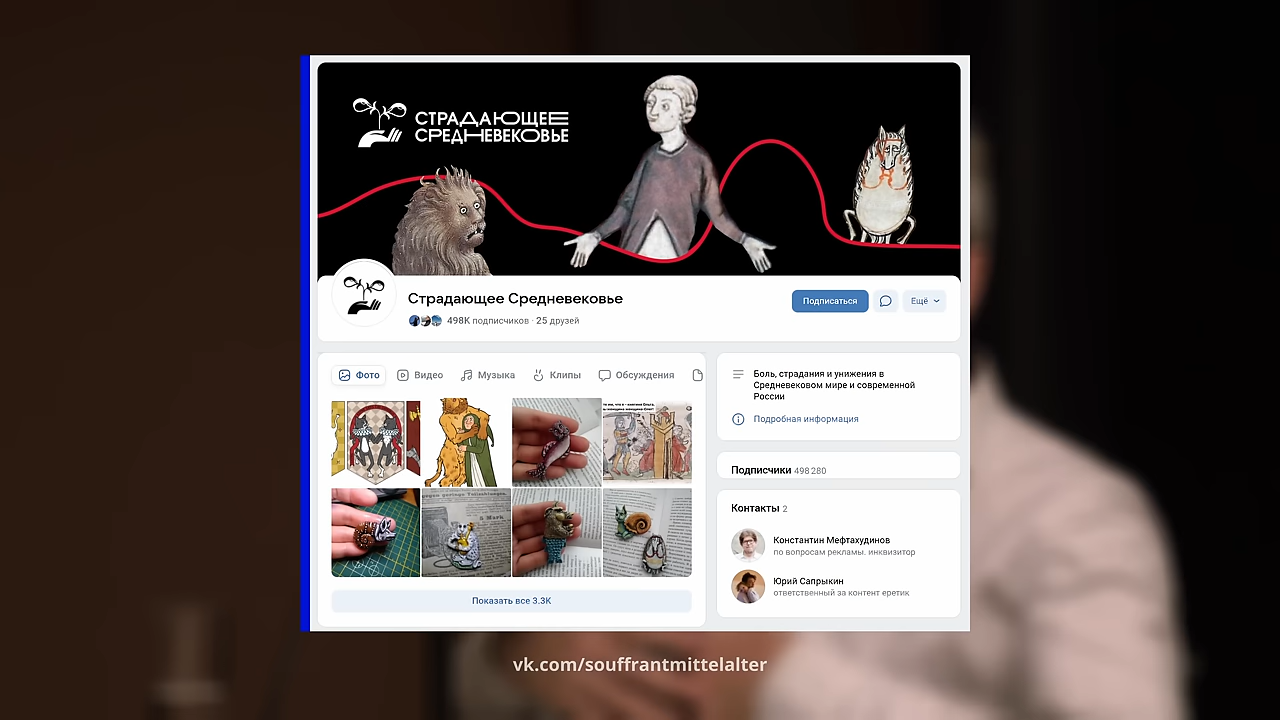 СТРАДАЮЩЕЕ
СРЕДНЕВЕКОВЬЕ
Страдающее Средневековье
498K подписчиков · 25 друзей
Подписаться
Ещё
Фото
Видео
Музыка
Клипы
Обсуждения
Показать все 3.3K
Боль, страдания и унижения в
Средневековом мире и современной
России
Подробная информация
Подписчики 498 280
Контакты 2
Константин Мефтахудинов
по вопросам рекламы. инквизитор
Юрий Сапрыкин
ответственный за контент еретик
vk.com/souffrantmittelalter